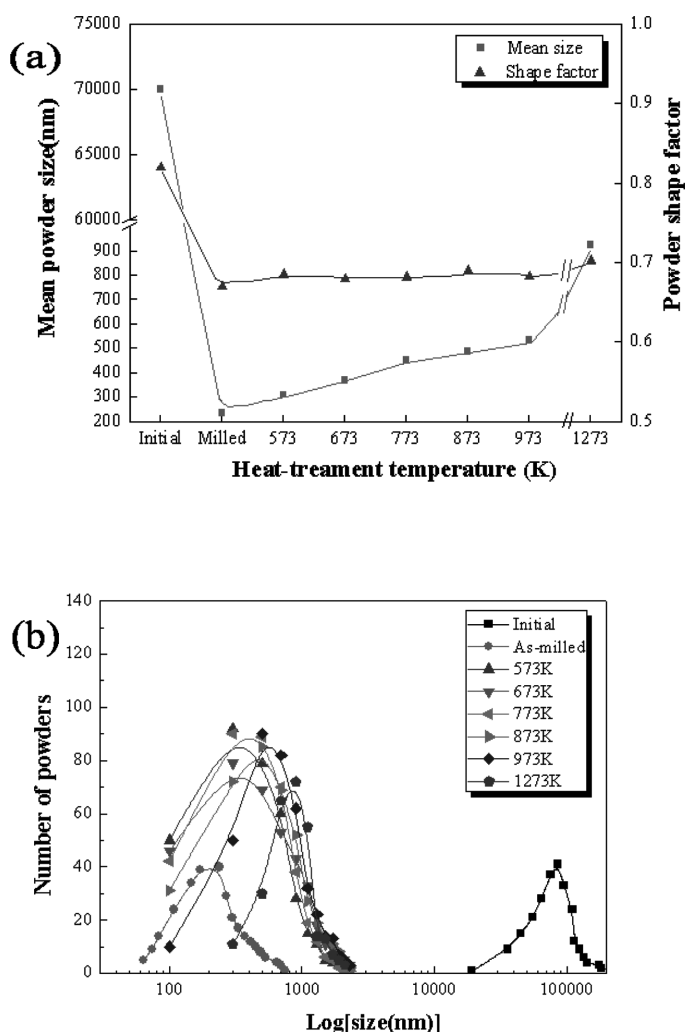 (a)
75000
70000
65000
60000
900
800
700
600
500
400
300
200
Mean powder size(nm)
Mean size
Shape factor
1.0
0.9
0.8
0.7
0.6
0.5
Powder shape factor
Initial Milled 573 673 773 873 973 1273
Heat-treament temperature (K)
(b)
140
120
100
80
60
40
20
0
Number of powders
Initial
As-milled
573K
673K
773K
873K
973K
1273K
100 1000 10000 100000
Log[size(nm)]